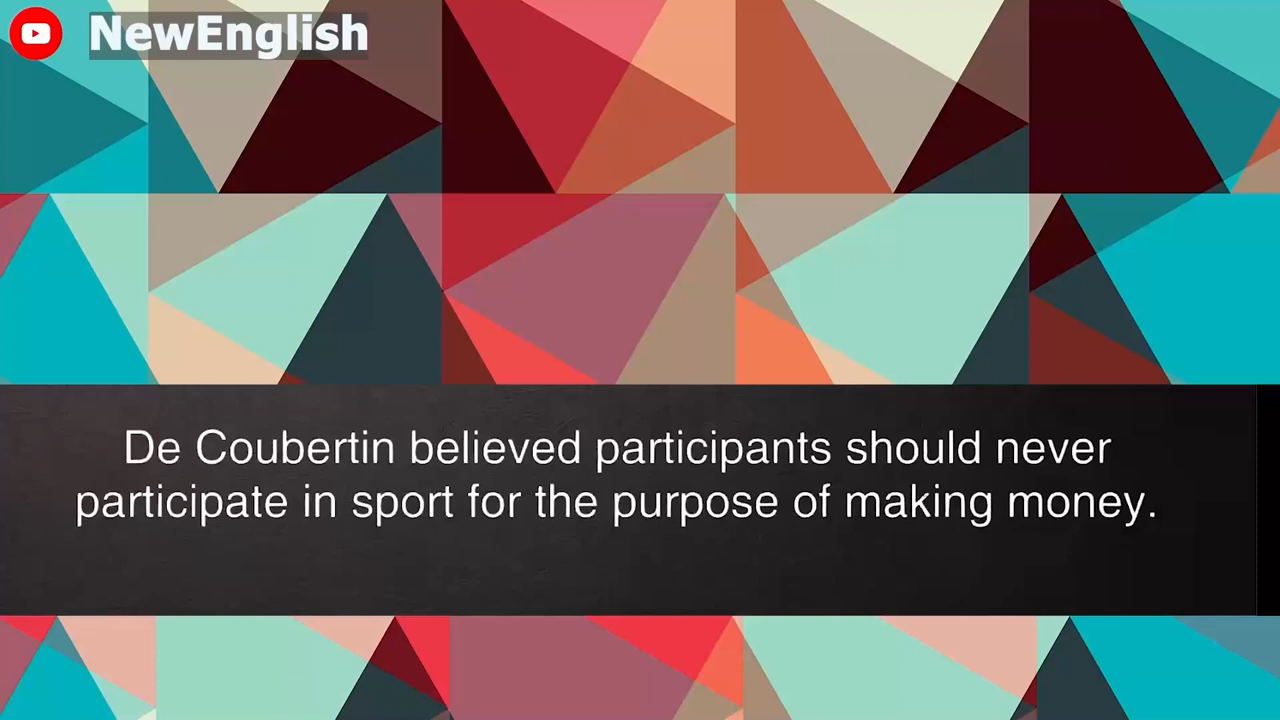 NewEnglish
De Coubertin believed participants should never
participate in sport for the purpose of making money.